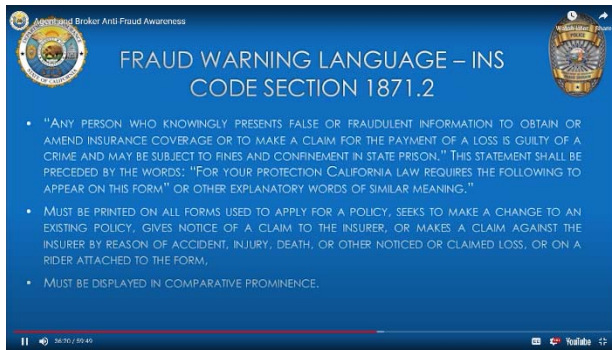 Agent and Broker Anti-Fraud Awareness
Watch later Share
FRAUD WARNING LANGUAGE – INS
CODE SECTION 1871.2
• “ANY PERSON WHO KNOWINGLY PRESENTS FALSE OR FRAUDULENT INFORMATION TO OBTAIN OR
AMEND INSURANCE COVERAGE OR TO MAKE A CLAIM FOR THE PAYMENT OF A LOSS IS GUILTY OF A
CRIME AND MAY BE SUBJECT TO FINES AND CONFINEMENT IN STATE PRISON.” THIS STATEMENT SHALL BE
PRECEDED BY THE WORDS: “FOR YOUR PROTECTION CALIFORNIA LAW REQUIRES THE FOLLOWING TO
APPEAR ON THIS FORM” OR OTHER EXPLANATORY WORDS OF SIMILAR MEANING.”
• MUST BE PRINTED ON ALL FORMS USED TO APPLY FOR A POLICY, SEEKS TO MAKE A CHANGE TO AN
EXISTING POLICY, GIVES NOTICE OF A CLAIM TO THE INSURER, OR MAKES A CLAIM AGAINST THE
INSURER BY REASON OF ACCIDENT, INJURY, DEATH, OR OTHER NOTICED OR CLAIMED LOSS, OR ON A
RIDER ATTACHED TO THE FORM,
• MUST BE DISPLAYED IN COMPARATIVE PROMINENCE.
36:20 / 59:49
YouTube